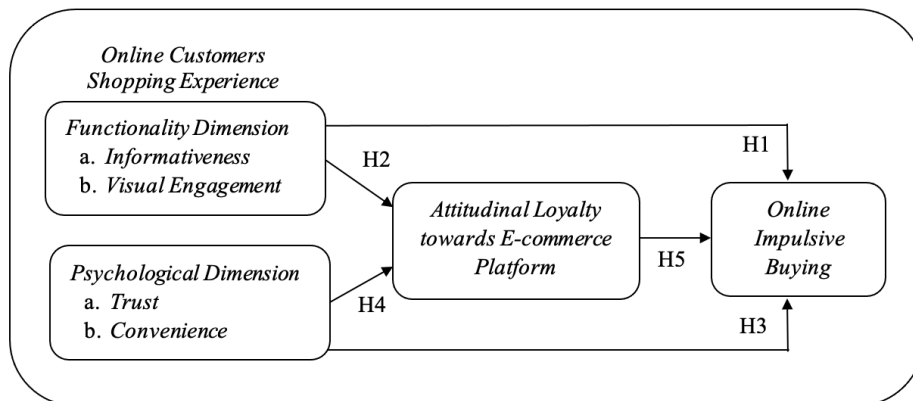 Online Customers
Shopping Experience
Functionality Dimension
a. Informativeness
b. Visual Engagement
H2
H1
Attitudinal Loyalty
towards E-commerce
Platform
H5
Online
Impulsive
Buying
Psychological Dimension
a. Trust
b. Convenience
H4
H3